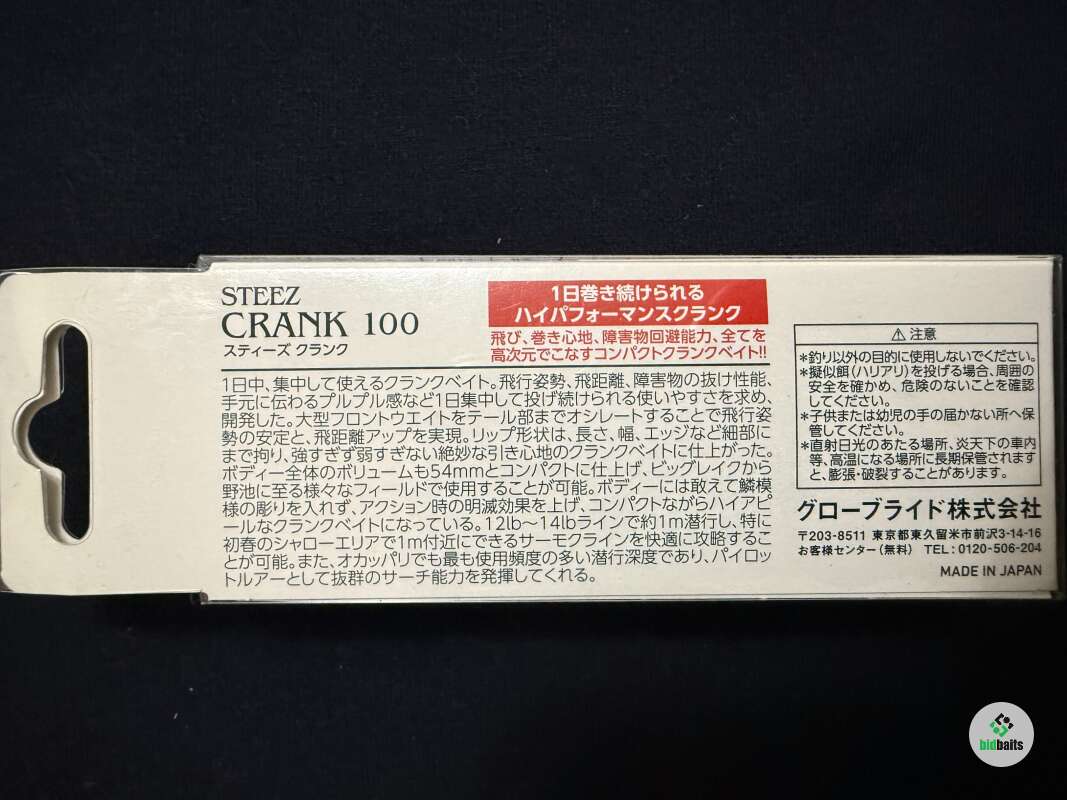 STEEZ
CRANK 100
スティーズ クランク
1日巻き続けられる
ハイパフォーマンスクランク
飛び、巻き心地、障害物回避能力、全てを
高次元でこなすコンパクトクランクベイト!!
1日中、集中して使えるクランクベイト。飛行姿勢、飛距離、障害物の抜け性能、
手元に伝わるプルプル感など1日集中して投げ続けられる使いやすさを求め、
開発した。大型フロントウエイトをテール部までオシレートすることで飛行姿
勢の安定と、飛距離アップを実現。リップ形状は、長さ、幅、エッジなど細部に
まで拘り、強すぎず弱すぎない絶妙な引き心地のクランクベイトに仕上がった。
ボディー全体のボリュームも54mmとコンパクトに仕上げ、ビッグレイクから
野池に至る様々なフィールドで使用することが可能。ボディーには敢えて鱗模
様の彫りを入れず、アクション時の明滅効果を上げ、コンパクトながらハイアピ
ールなクランクベイトになっている。12lb～14lbラインで約1m潜行し、特に
初春のシャローエリアで1m付近にできるサーモクラインを快適に攻略するこ
とが可能。また、オカッパリでも最も使用頻度の多い潜行深度であり、パイロッ
トルアーとして抜群のサーチ能力を発揮してくれる。
⚠ 注意
*釣り以外の目的に使用しないでください。
*擬似餌(ハリアリ)を投げる場合、周囲の
安全を確かめ、危険のないことを確認
してください。
*子供または幼児の手の届かない所へ保
管してください。
*直射日光のあたる場所、炎天下の車内
等、高温になる場所に長期保管されます
と、膨張・破裂することがあります。
グローブライド株式会社
〒203-8511 東京都東久留米市前沢3-14-16
お客様センター(無料) TEL:0120-506-204
MADE IN JAPAN
bidbaits